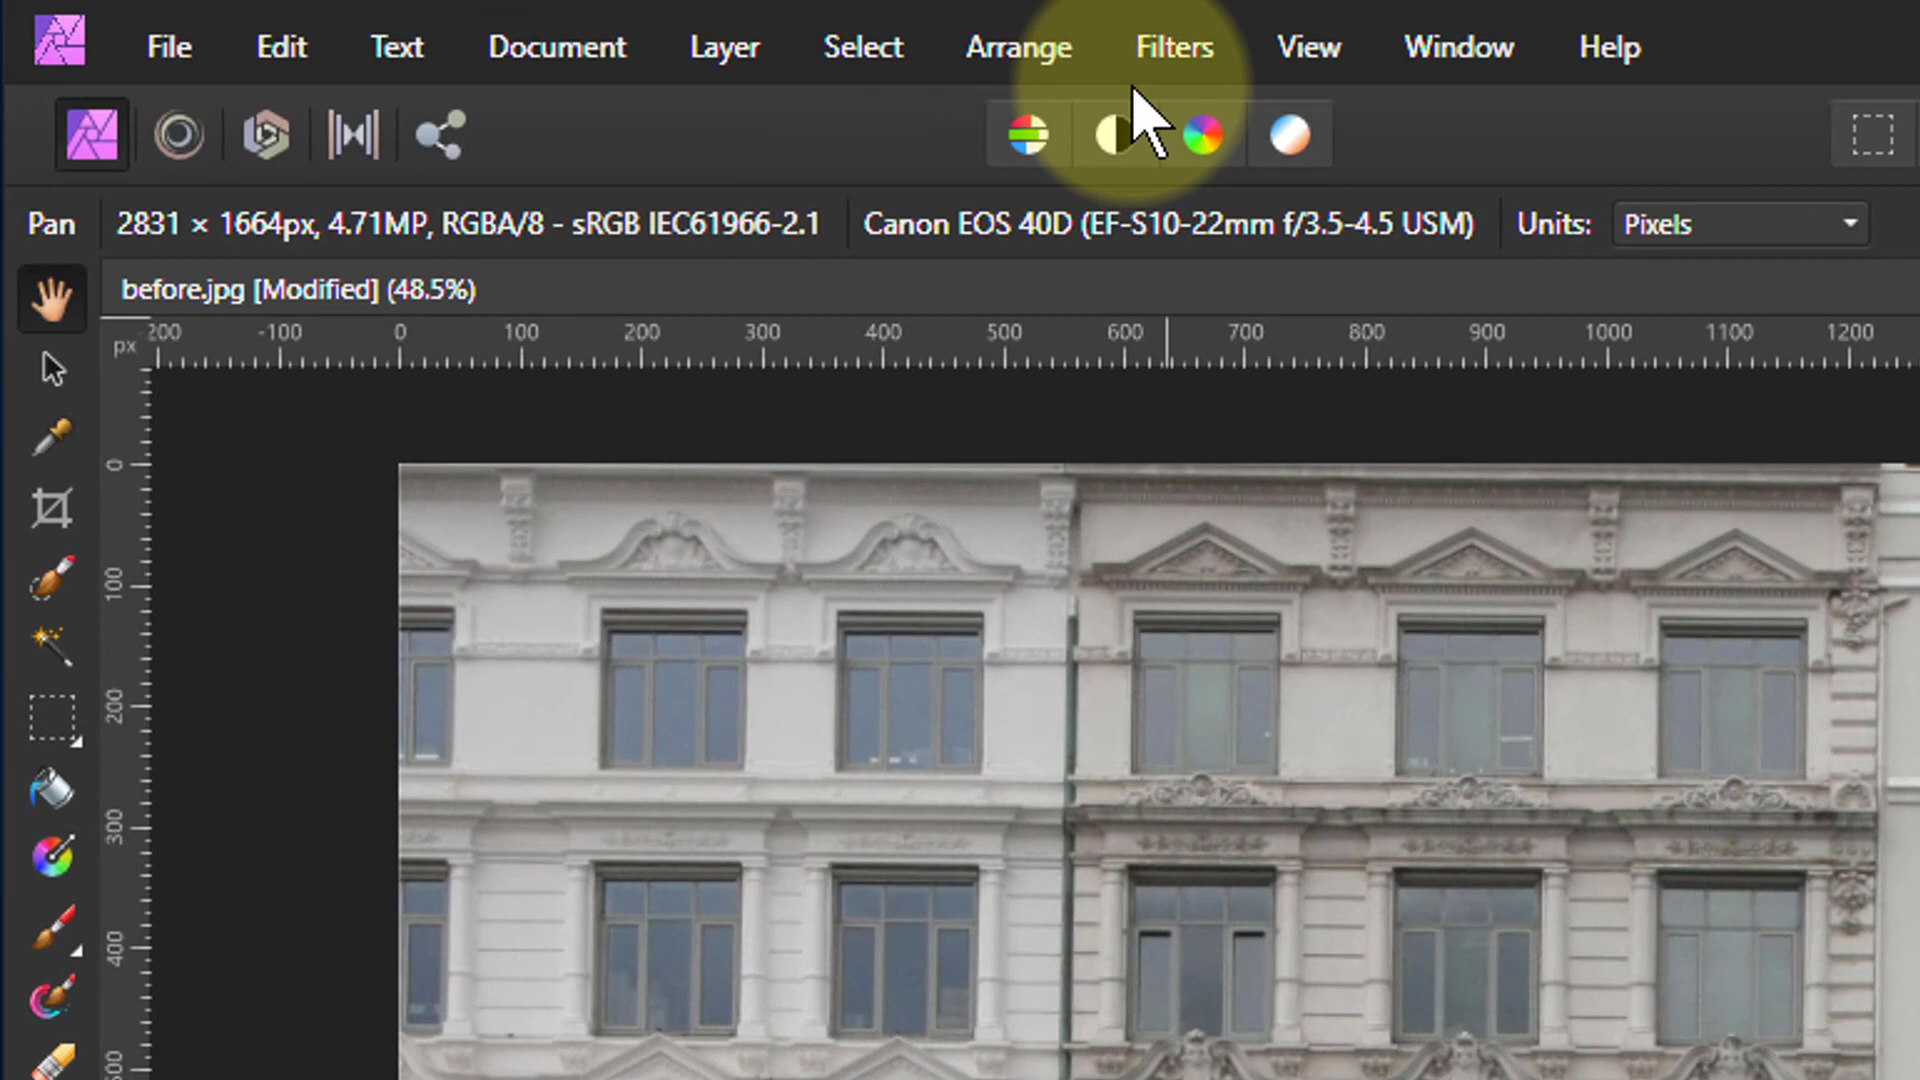 File Edit Text Document Layer Select Arrange Filters View Window Help
Pan 2831 × 1664px, 4.71MP, RGBA/8 - sRGB IEC61966-2.1 Canon EOS 40D (EF-S10-22mm f/3.5-4.5 USM) Units: Pixels
before.jpg [Modified] (48.5%)
px -200 -100 0 100 200 300 400 500 600 700 800 900 1000 1100 1200
0
100
200
300
400
500